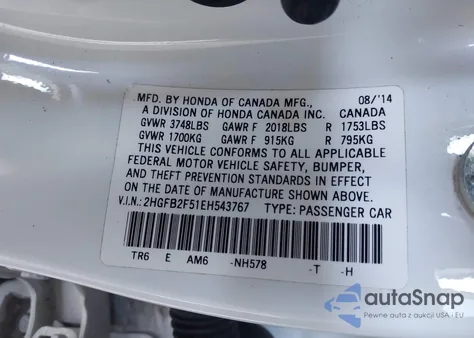 MFD. BY HONDA OF CANADA MFG., 08/'14
A DIVISION OF HONDA CANADA INC. CANADA
GVWR 3748LBS GAWR F 2018LBS R 1753LBS
GVWR 1700KG GAWR F 915KG R 795KG
THIS VEHICLE CONFORMS TO ALL APPLICABLE
FEDERAL MOTOR VEHICLE SAFETY, BUMPER,
AND THEFT PREVENTION STANDARDS IN EFFECT
ON THE DATE OF MANUFACTURE SHOWN ABOVE.
V.I.N.: 2HGFB2F51EH543767 TYPE: PASSENGER CAR
TR6 E AM6 -NH578 -T -H
autoSnap
Pewne auta z aukcji USA - EU